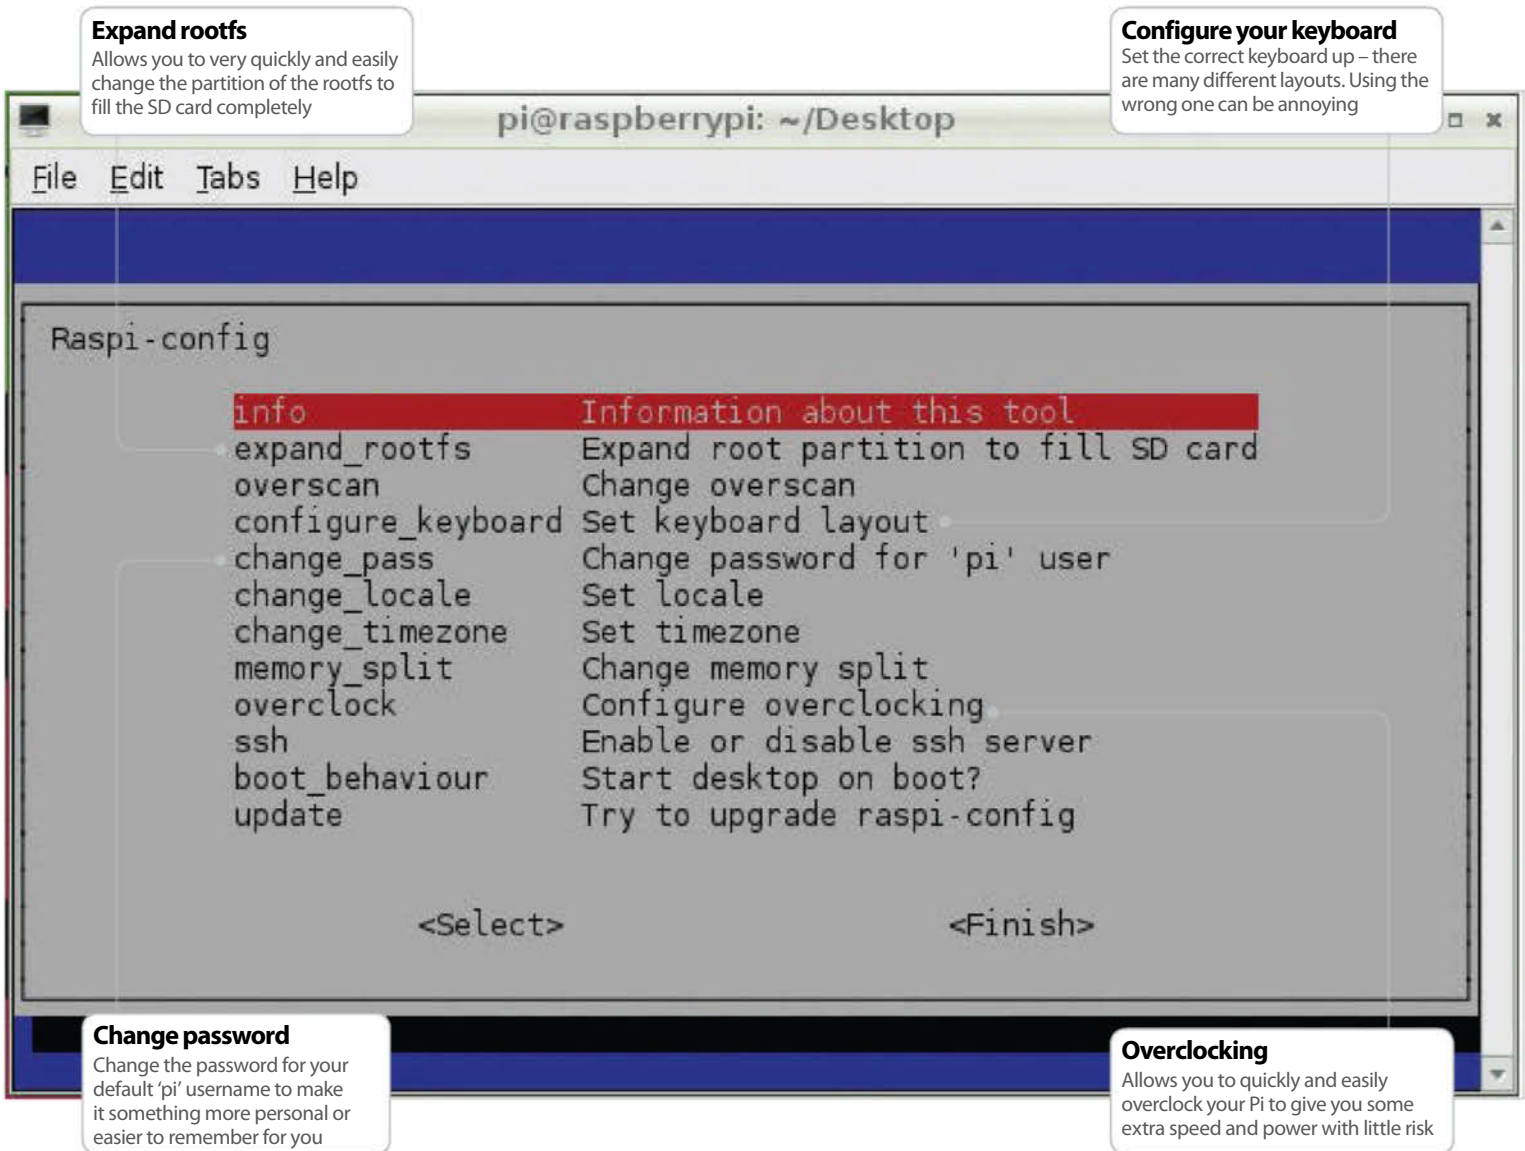 Expand rootfs
Allows you to very quickly and easily
change the partition of the rootfs to
fill the SD card completely
Configure your keyboard
Set the correct keyboard up – there
are many different layouts. Using the
wrong one can be annoying
pi@raspberrypi: ~/Desktop
File Edit Tabs Help
Raspi-config
info Information about this tool
expand_rootfs Expand root partition to fill SD card
overscan Change overscan
configure_keyboard Set keyboard layout
change_pass Change password for 'pi' user
change_locale Set locale
change_timezone Set timezone
memory_split Change memory split
overclock Configure overclocking
ssh Enable or disable ssh server
boot_behaviour Start desktop on boot?
update Try to upgrade raspi-config
<Select> <Finish>
Change password
Change the password for your
default ‘pi’ username to make
it something more personal or
easier to remember for you
Overclocking
Allows you to quickly and easily
overclock your Pi to give you some
extra speed and power with little risk